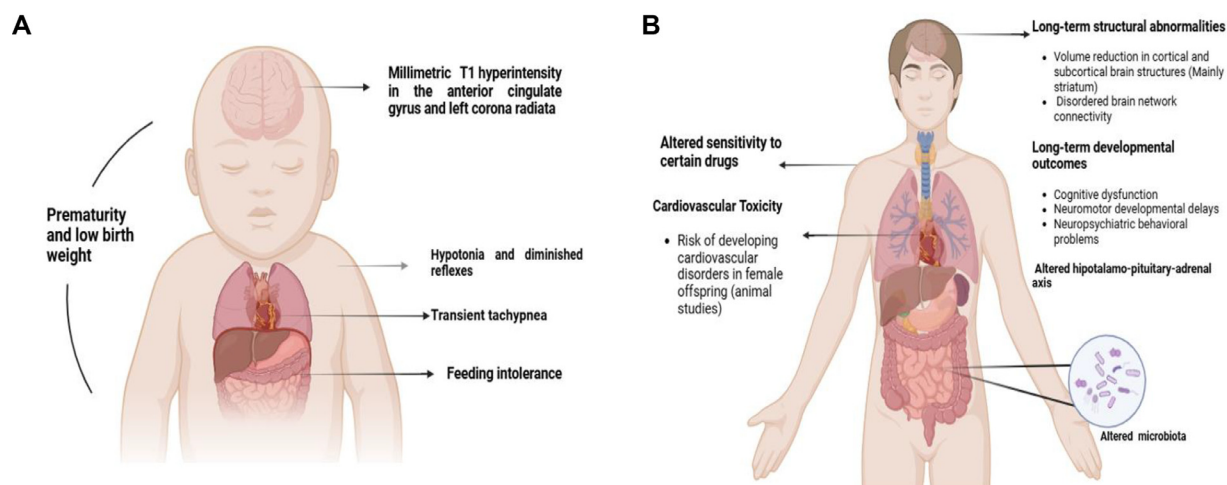 A
Millimetric T1 hyperintensity
in the anterior cingulate
gyrus and left corona radiata
Prematurity
and low birth
weight
Hypotonia and diminished
reflexes
Transient tachypnea
Feeding intolerance
B
Long-term structural abnormalities
• Volume reduction in cortical and
subcortical brain structures (Mainly
striatum)
• Disordered brain network
connectivity
Altered sensitivity to
certain drugs
Long-term developmental
outcomes
• Cognitive dysfunction
• Neuromotor developmental delays
• Neuropsychiatric behavioral
problems
Cardiovascular Toxicity
• Risk of developing
cardiovascular
disorders in female
offspring (animal
studies)
Altered hipotalamo-pituitary-adrenal
axis
Altered microbiota